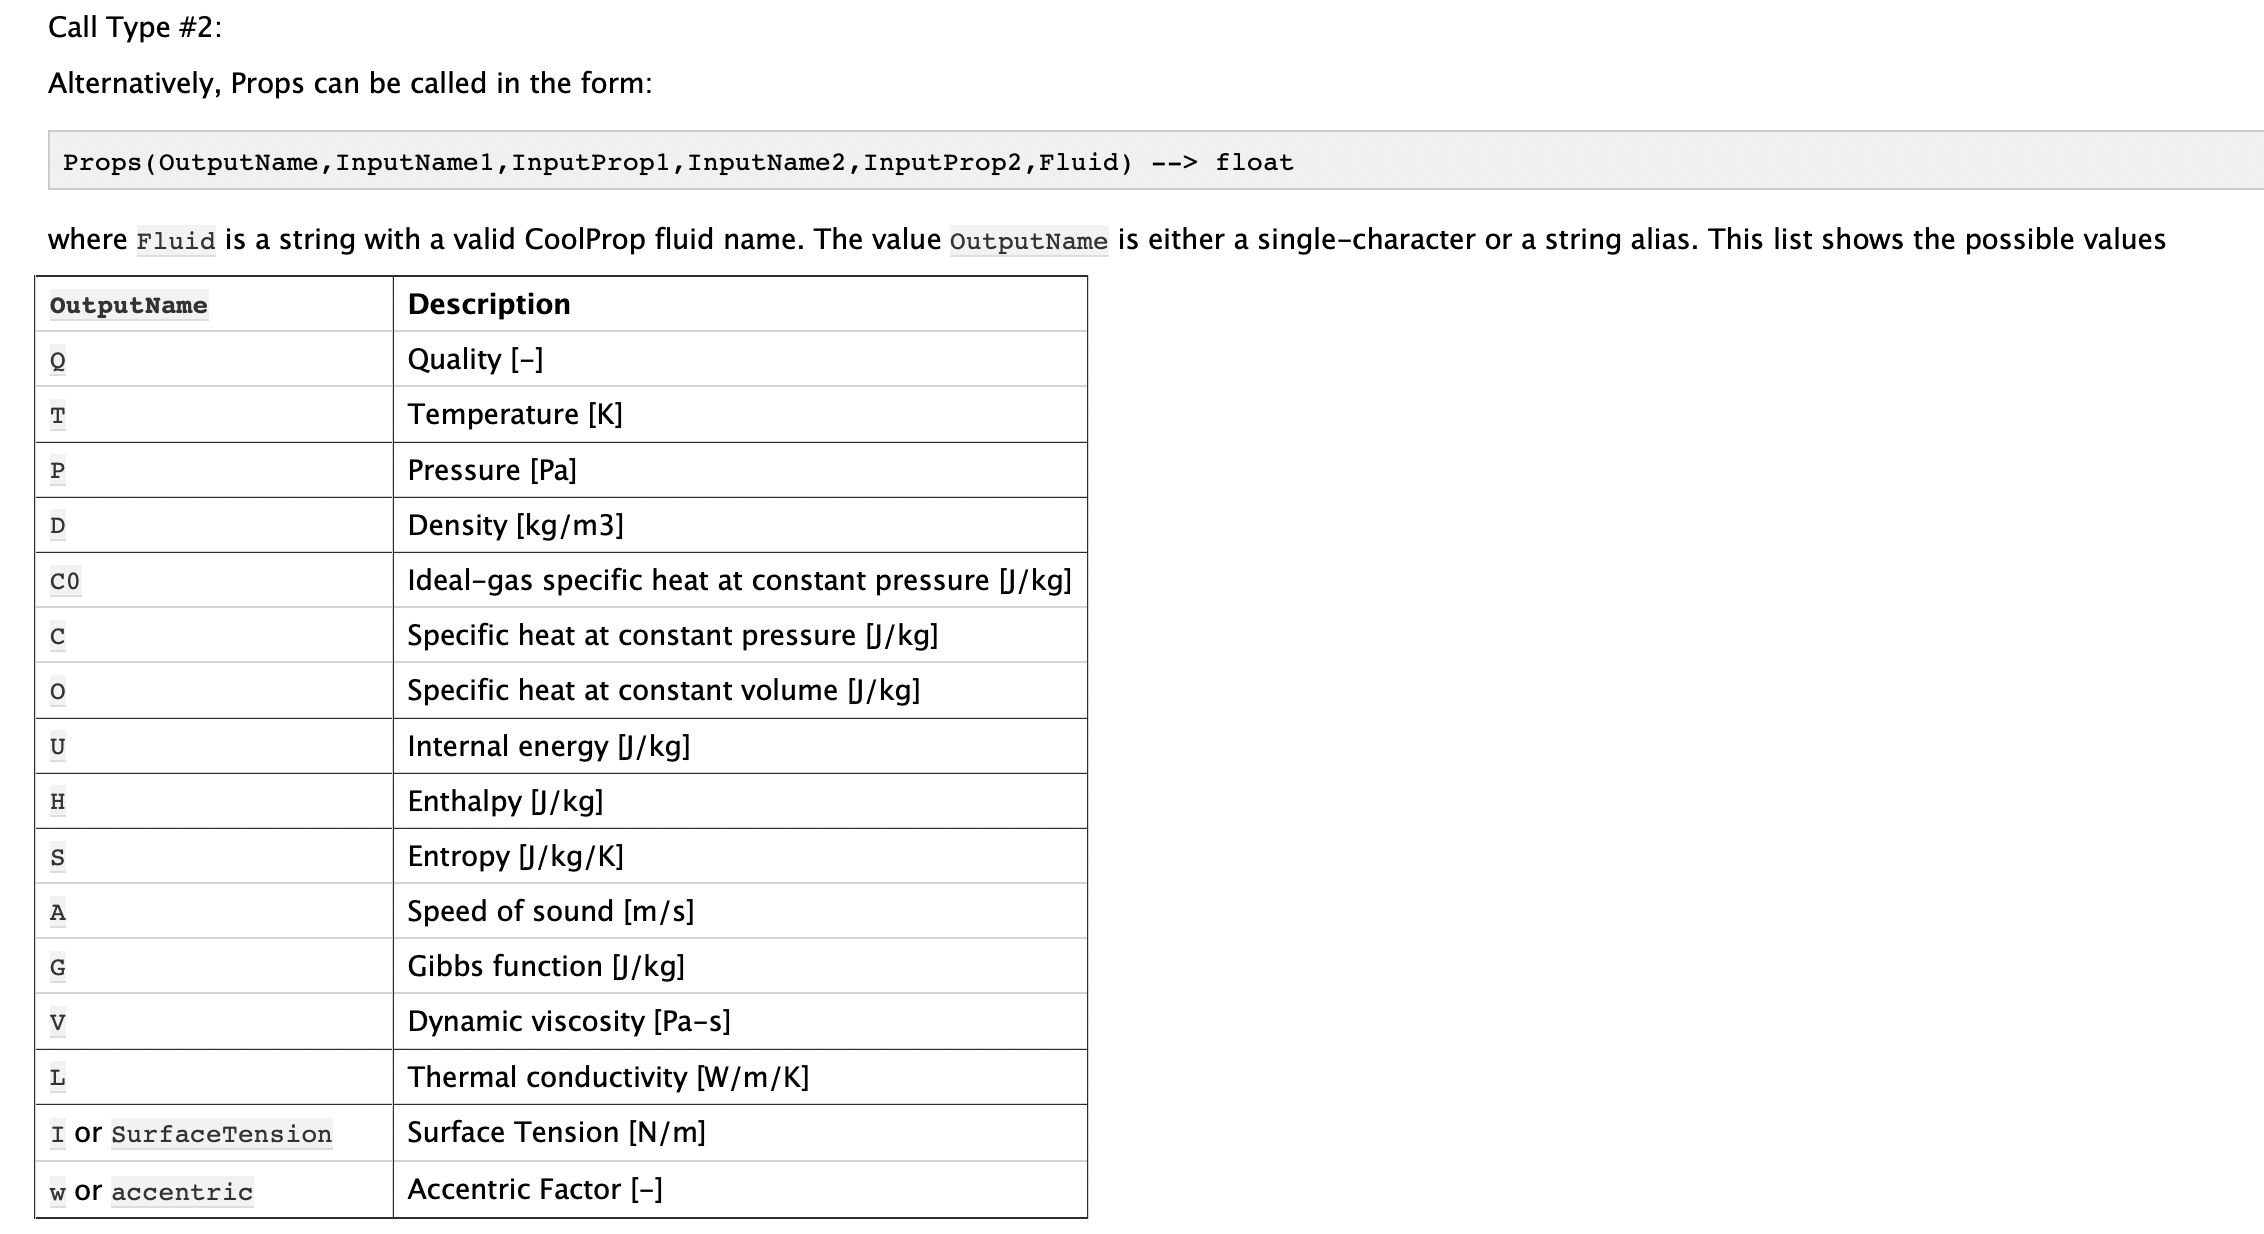 Call Type #2:
Alternatively, Props can be called in the form:
Props(OutputName,InputName1,InputProp1,InputName2,InputProp2,Fluid) --> float
where Fluid is a string with a valid CoolProp fluid name. The value OutputName is either a single-character or a string alias. This list shows the possible values
OutputName Description
Q Quality [-]
T Temperature [K]
P Pressure [Pa]
D Density [kg/m3]
C0 Ideal-gas specific heat at constant pressure [J/kg]
C Specific heat at constant pressure [J/kg]
O Specific heat at constant volume [J/kg]
U Internal energy [J/kg]
H Enthalpy [J/kg]
S Entropy [J/kg/K]
A Speed of sound [m/s]
G Gibbs function [J/kg]
V Dynamic viscosity [Pa-s]
L Thermal conductivity [W/m/K]
I or SurfaceTension Surface Tension [N/m]
w or accentric Accentric Factor [-]